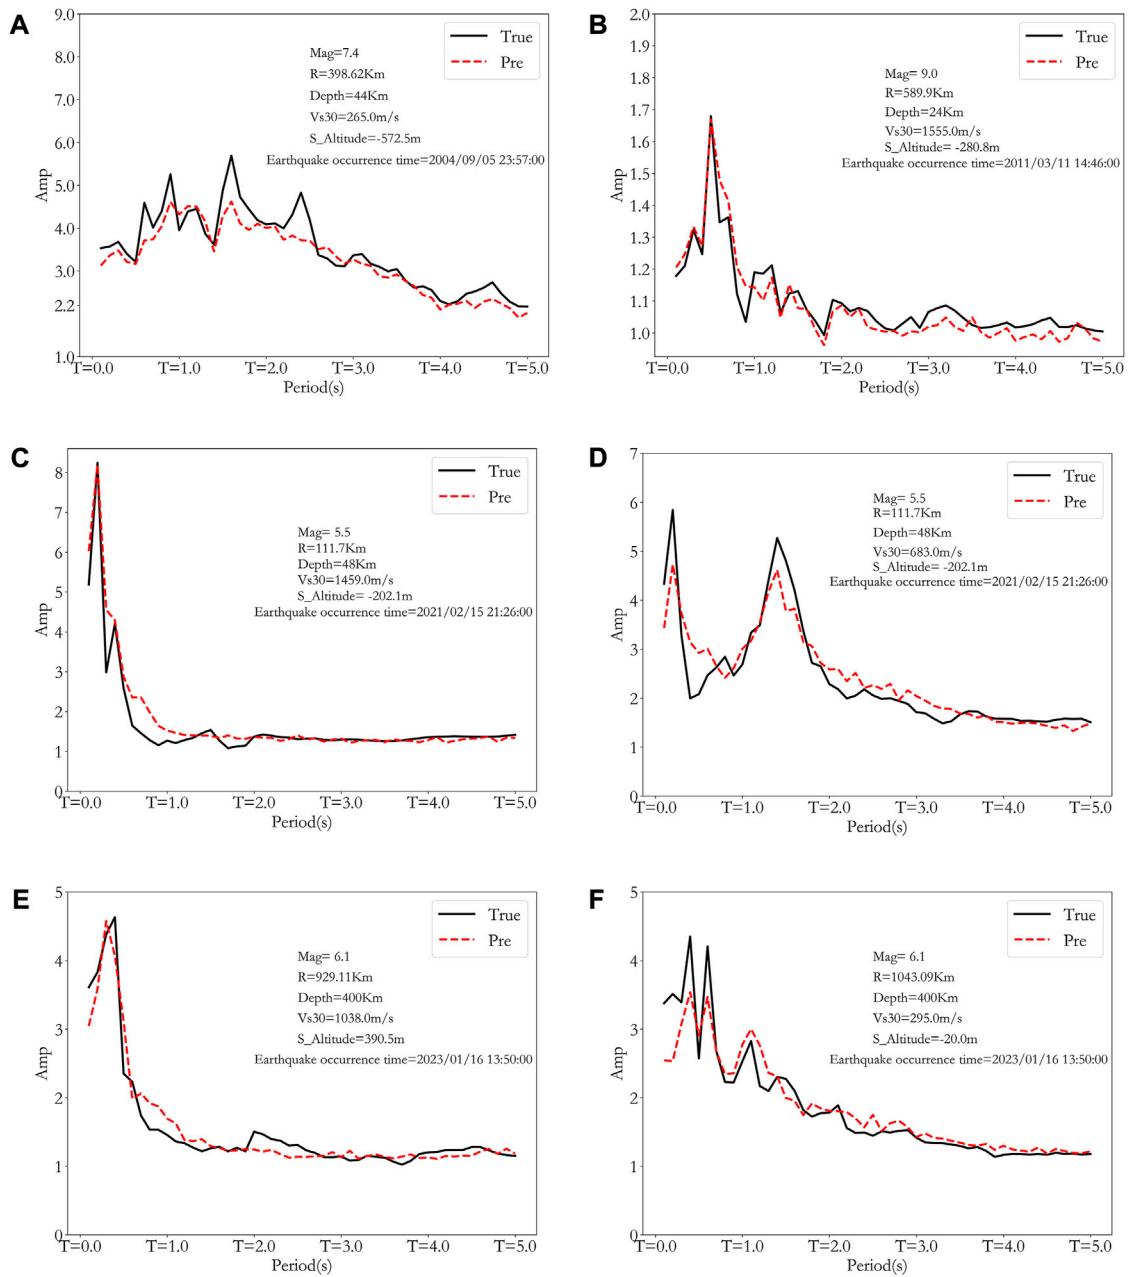 A
9.0
8.0
7.0
6.0
5.0
4.0
3.0
2.2
1.0
Amp
True
Pre
Mag=7.4
R=398.62Km
Depth=44Km
Vs30=265.0m/s
S_Altitude=-572.5m
Earthquake occurrence time=2004/09/05 23:57:00
T=0.0 T=1.0 T=2.0 T=3.0 T=4.0 T=5.0
Period(s)
B
2.0
1.9
1.8
1.7
1.6
1.5
1.4
1.3
1.2
1.1
1.0
Amp
True
Pre
Mag= 9.0
R=589.9Km
Depth=24Km
Vs30=1555.0m/s
S_Altitude= -280.8m
Earthquake occurrence time=2011/03/11 14:46:00
T=0.0 T=1.0 T=2.0 T=3.0 T=4.0 T=5.0
Period(s)
C
8
7
6
5
4
3
2
1
0
Amp
True
Pre
Mag= 5.5
R=111.7Km
Depth=48Km
Vs30=1459.0m/s
S_Altitude= -202.1m
Earthquake occurrence time=2021/02/15 21:26:00
T=0.0 T=1.0 T=2.0 T=3.0 T=4.0 T=5.0
Period(s)
D
7
6
5
4
3
2
1
0
Amp
True
Pre
Mag= 5.5
R=111.7Km
Depth=48Km
Vs30=683.0m/s
S_Altitude= -202.1m
Earthquake occurrence time=2021/02/15 21:26:00
T=0.0 T=1.0 T=2.0 T=3.0 T=4.0 T=5.0
Period(s)
E
5
4
3
2
1
0
Amp
True
Pre
Mag= 6.1
R=929.11Km
Depth=400Km
Vs30=1038.0m/s
S_Altitude=390.5m
Earthquake occurrence time=2023/01/16 13:50:00
T=0.0 T=1.0 T=2.0 T=3.0 T=4.0 T=5.0
Period(s)
F
5
4
3
2
1
0
Amp
True
Pre
Mag= 6.1
R=1043.09Km
Depth=400Km
Vs30=295.0m/s
S_Altitude=-20.0m
Earthquake occurrence time=2023/01/16 13:50:00
T=0.0 T=1.0 T=2.0 T=3.0 T=4.0 T=5.0
Period(s)